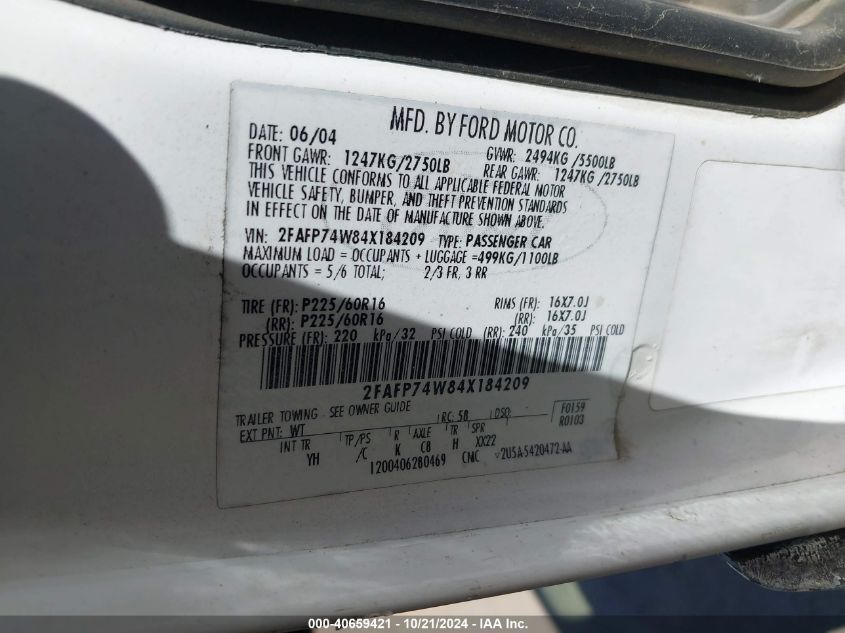 MFD. BY FORD MOTOR CO.
DATE: 06/04 GVWR: 2494KG /5500LB
FRONT GAWR: 1247KG/2750LB REAR GAWR: 1247KG /2750LB
THIS VEHICLE CONFORMS TO ALL APPLICABLE FEDERAL MOTOR
VEHICLE SAFETY, BUMPER, AND THEFT PREVENTION STANDARDS
IN EFFECT ON THE DATE OF MANUFACTURE SHOWN ABOVE.
VIN: 2FAFP74W84X184209 TYPE: PASSENGER CAR
MAXIMUM LOAD = OCCUPANTS + LUGGAGE =499KG/1100LB
OCCUPANTS = 5/6 TOTAL; 2/3 FR, 3 RR
TIRE (FR): P225/60R16 RIMS (FR): 16X7.0J
(RR): P225/60R16 (RR): 16X7.0J
PRESSURE (FR): 220 kPa/32 PSI COLD (RR): 240 kPa/35 PSI COLD
2FAFP74W84X184209
TRAILER TOWING - SEE OWNER GUIDE RC: 58 DSO: F0159
EXT PNT: WT R0103
INT TR TP/PS R AXLE TR SPR
YH /C K C8 H XX22
1200406280469 CMC V2U5A-5420472-AA
000-40659421 - 10/21/2024 - IAA Inc.